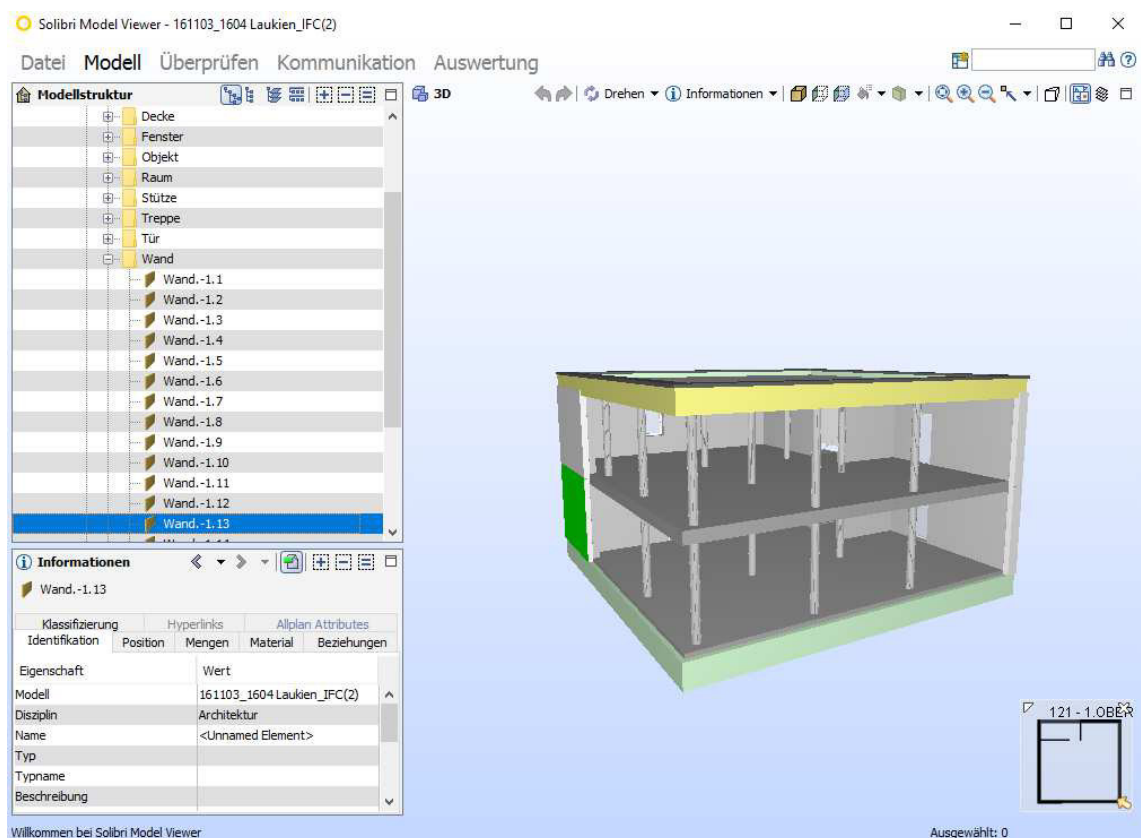 Solibri Model Viewer - 161103_1604 Laukien_IFC(2)
Datei Modell Überprüfen Kommunikation Auswertung
Modellstruktur
3D
Drehen
Informationen
Decke
Fenster
Objekt
Raum
Stütze
Treppe
Tür
Wand
Wand.-1.1
Wand.-1.2
Wand.-1.3
Wand.-1.4
Wand.-1.5
Wand.-1.6
Wand.-1.7
Wand.-1.8
Wand.-1.9
Wand.-1.10
Wand.-1.11
Wand.-1.12
Wand.-1.13
Informationen
Wand.-1.13
Klassifizierung Hyperlinks Allplan Attributes
Identifikation Position Mengen Material Beziehungen
Eigenschaft Wert
Modell 161103_1604 Laukien_IFC(2)
Disziplin Architektur
Name <Unnamed Element>
Typ
Typname
Beschreibung
121 - 1.OBER
Willkommen bei Solibri Model Viewer
Ausgewählt: 0